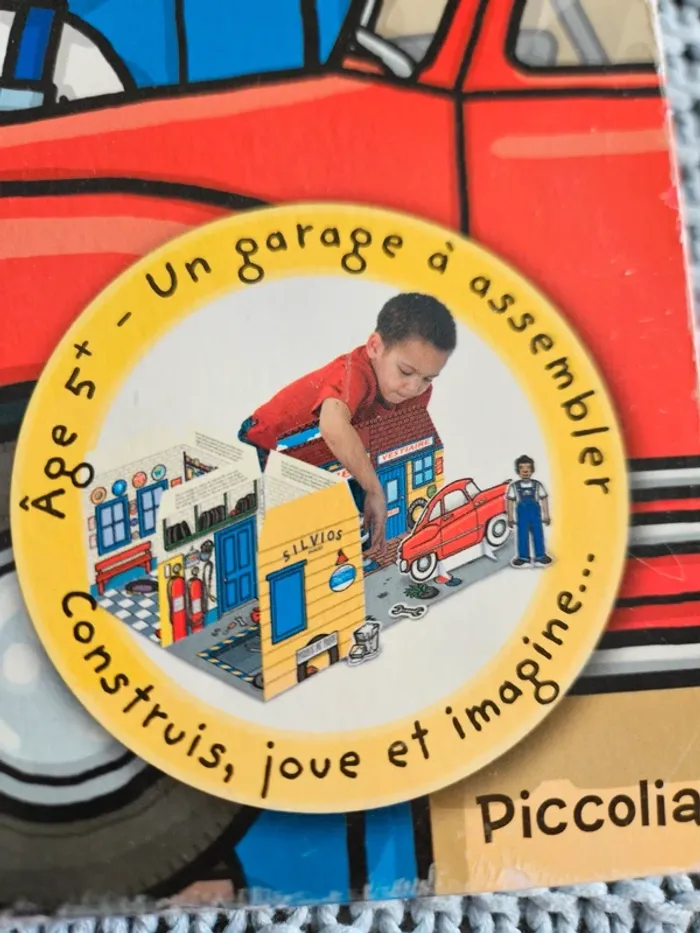 Âge 5+ - Un garage à assembler
VESTIAIRE
SILVIOS
Construis, joue et imagine...
Piccolia